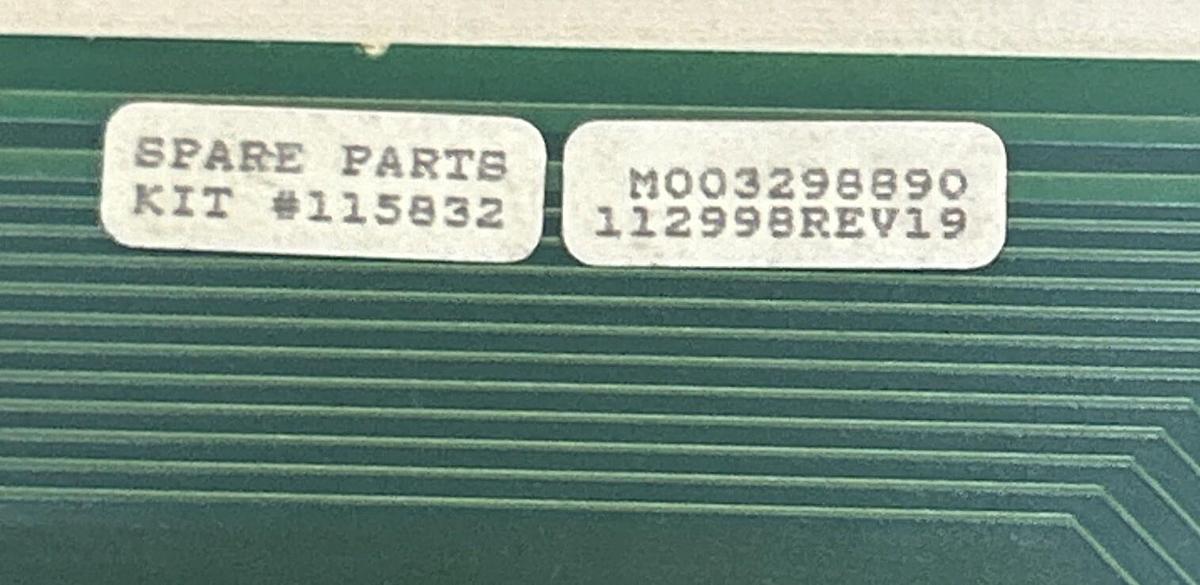 SPARE PARTS
KIT #115832
M003298890
112998REV19